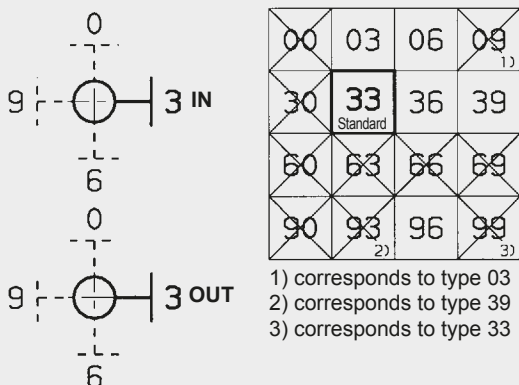 0
9 3 IN
6
0
9 3 OUT
6
00 03 06 09 1)
30 33 36 39
Standard
60 63 66 69
90 93 96 99
2) 3)
1) corresponds to type 03
2) corresponds to type 39
3) corresponds to type 33